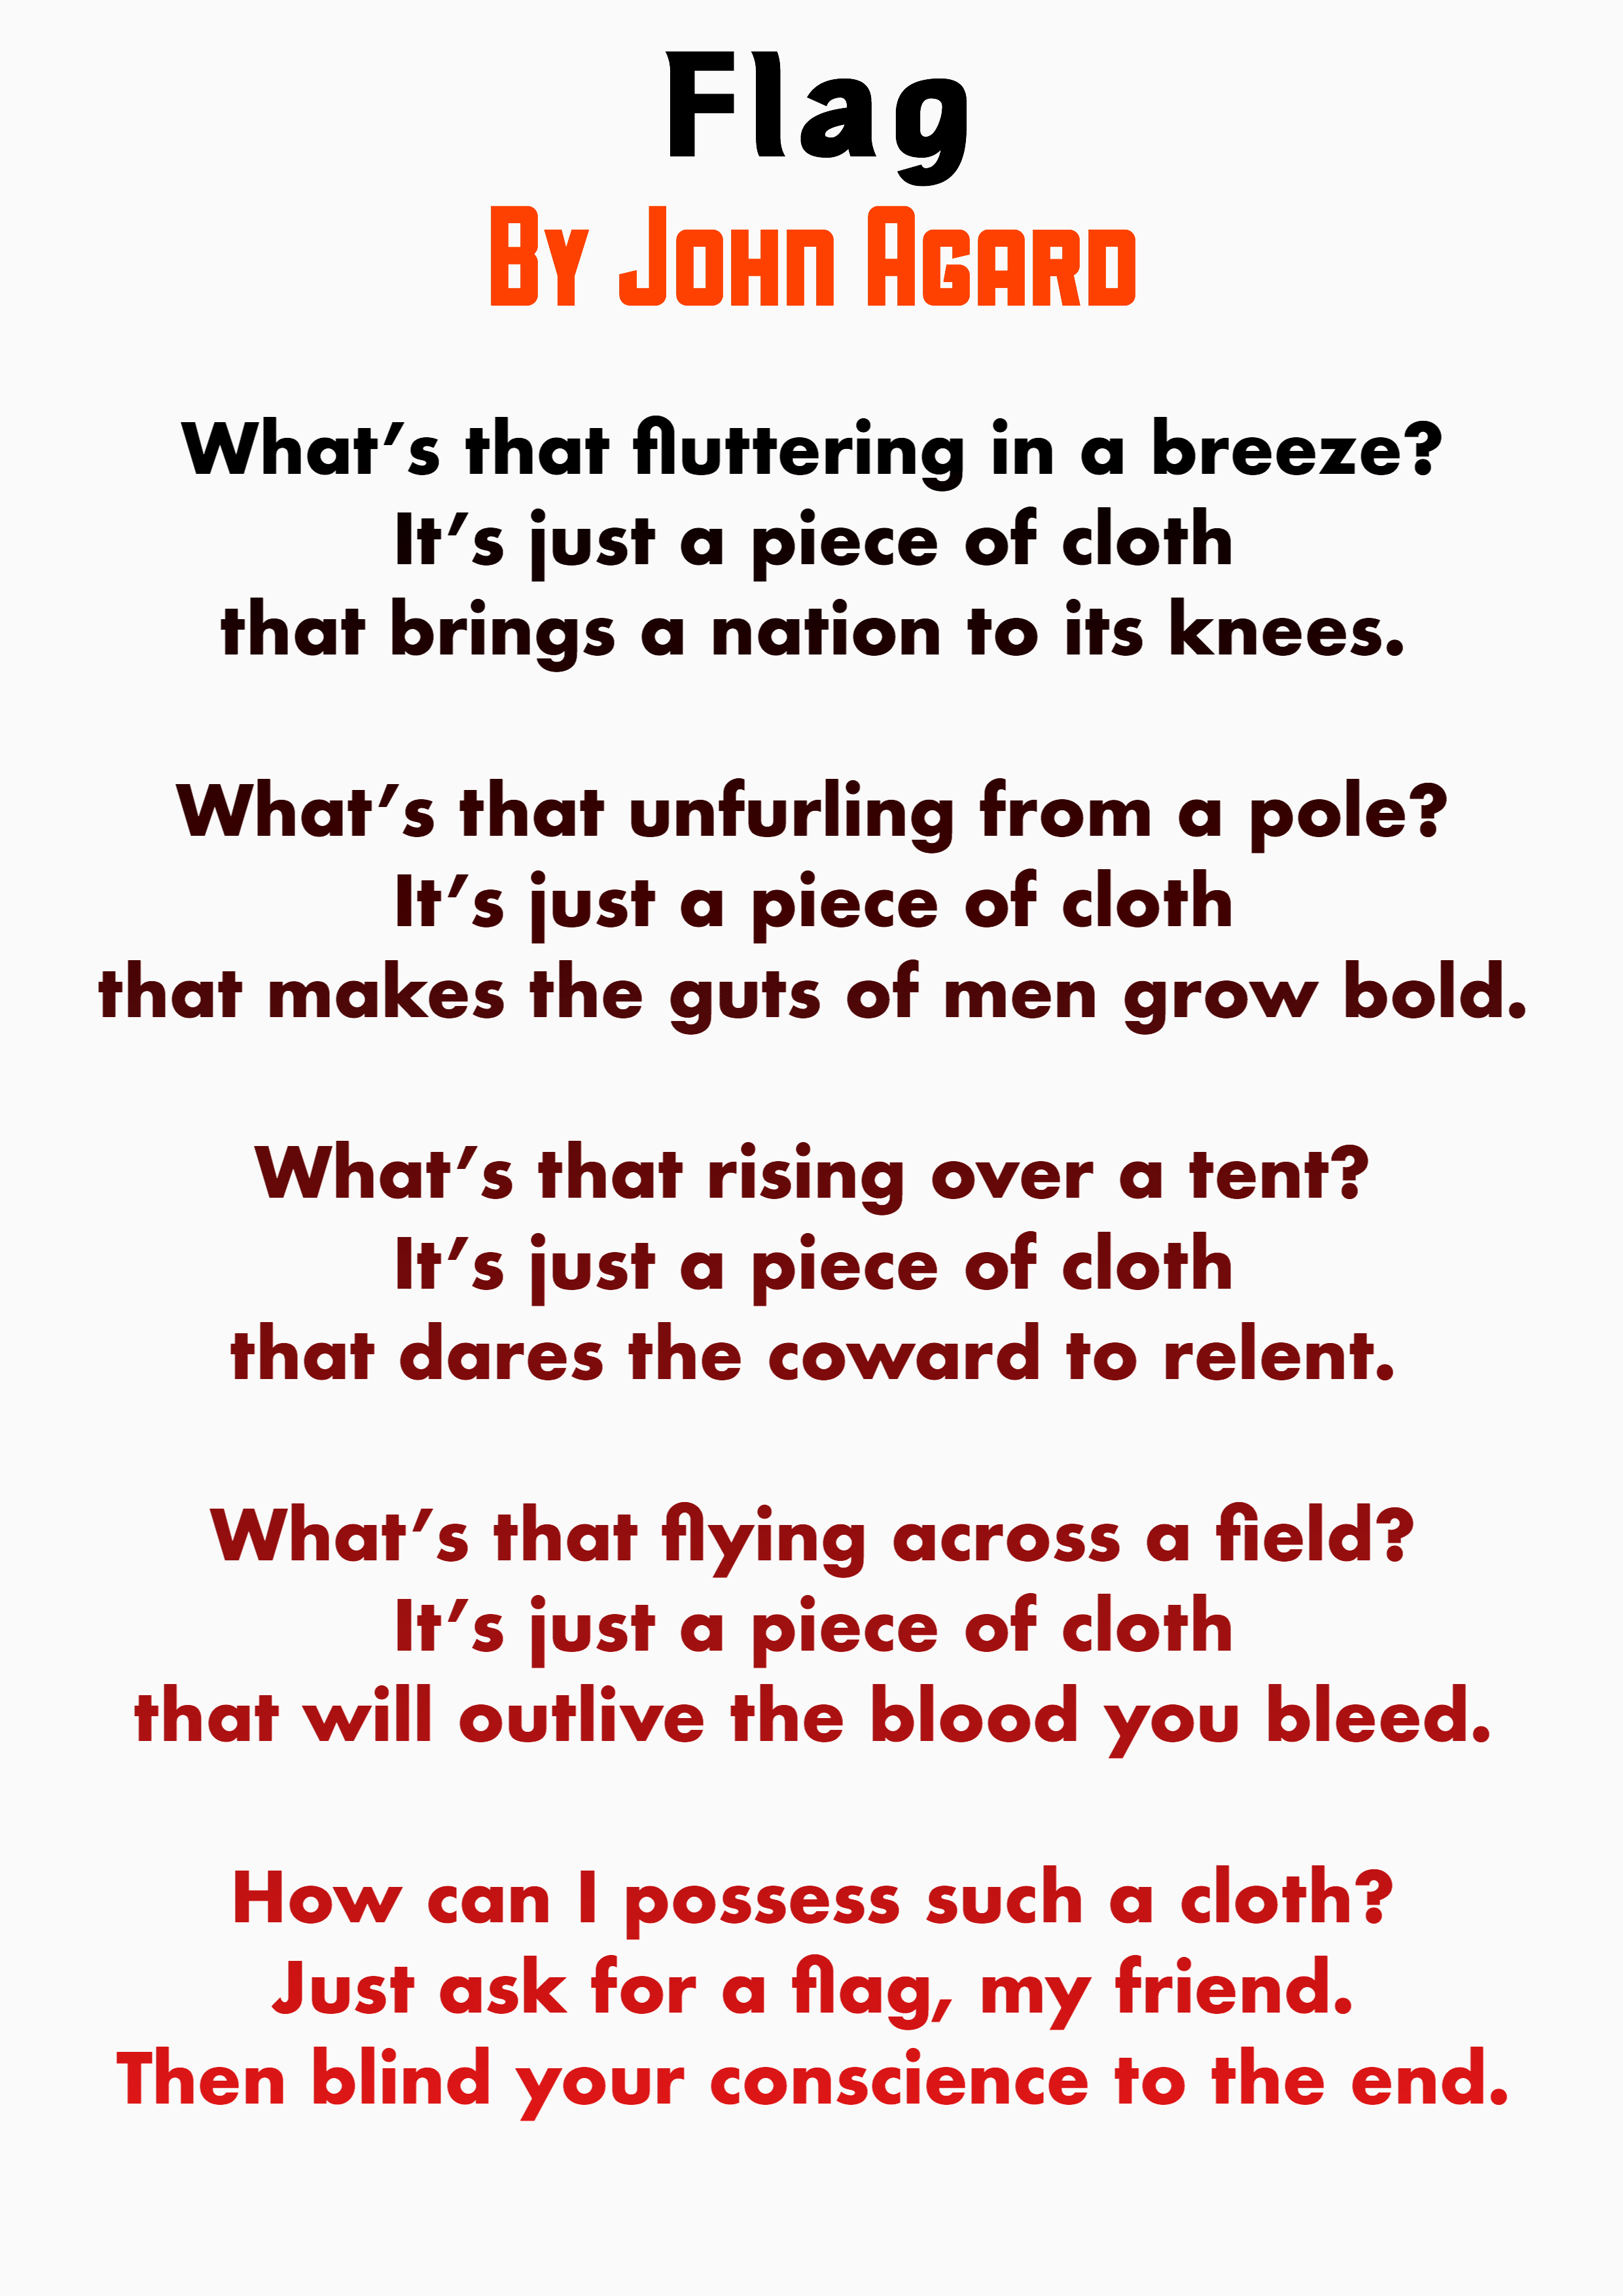 Flag
By John Agard
What’s that fluttering in a breeze?
It’s just a piece of cloth
that brings a nation to its knees.
What’s that unfurling from a pole?
It’s just a piece of cloth
that makes the guts of men grow bold.
What’s that rising over a tent?
It’s just a piece of cloth
that dares the coward to relent.
What’s that flying across a field?
It’s just a piece of cloth
that will outlive the blood you bleed.
How can I possess such a cloth?
Just ask for a flag, my friend.
Then blind your conscience to the end.